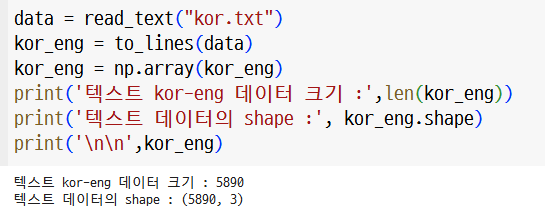 data = read_text("kor.txt")
kor_eng = to_lines(data)
kor_eng = np.array(kor_eng)
print('텍스트 kor-eng 데이터 크기 :',len(kor_eng))
print('텍스트 데이터의 shape :', kor_eng.shape)
print('\n\n',kor_eng)
텍스트 kor-eng 데이터 크기 : 5890
텍스트 데이터의 shape : (5890, 3)